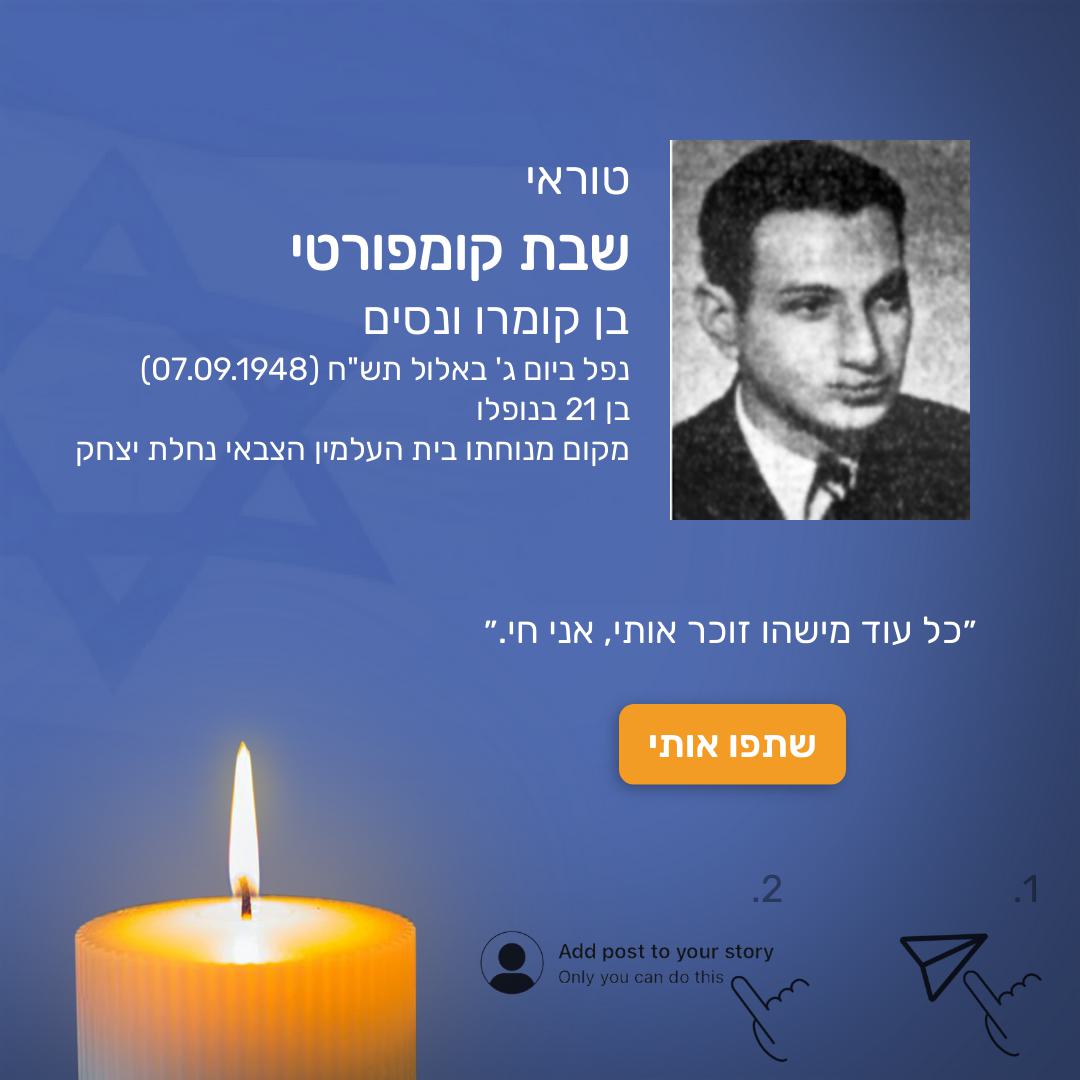 טוראי
שבת קומפורטי
בן קומרו ונסים
נפל ביום ג' באלול תש"ח (07.09.1948)
בן 21 בנופלו
מקום מנוחתו בית העלמין הצבאי נחלת יצחק
״כל עוד מישהו זוכר אותי, אני חי.״
שתפו אותי
.1
.2
Add post to your story
Only you can do this